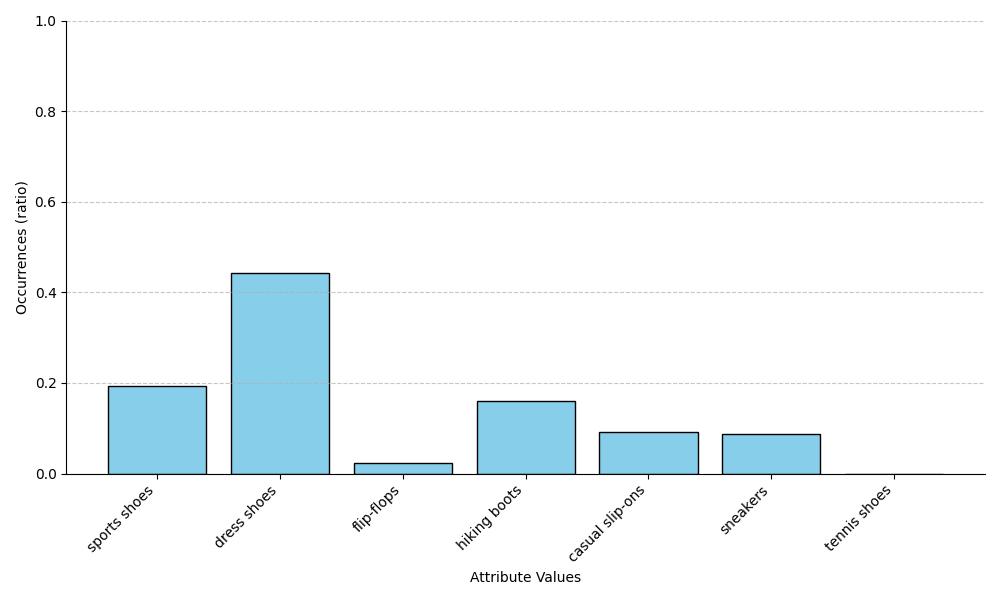 1.0
0.8
0.6
0.4
0.2
0.0
Occurrences (ratio)
sports shoes
dress shoes
flip-flops
hiking boots
casual slip-ons
sneakers
tennis shoes
Attribute Values